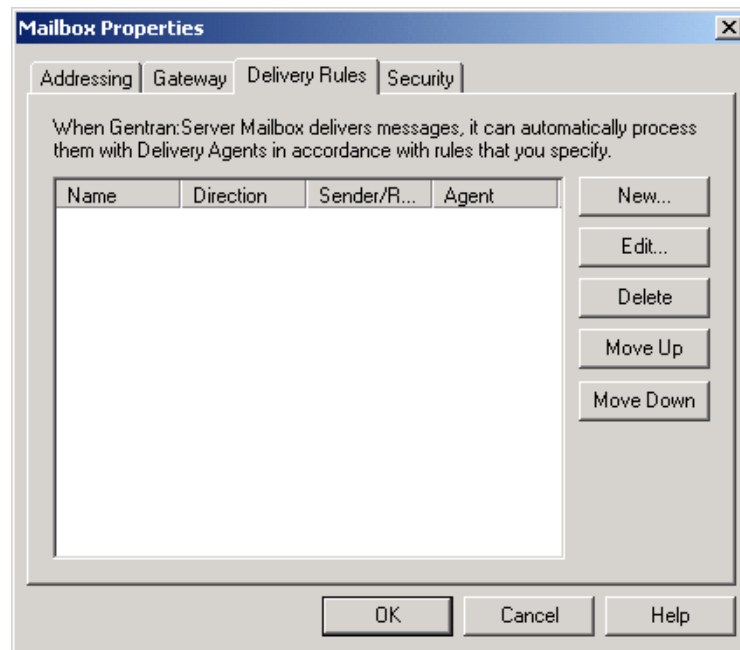 Mailbox Properties
Addressing Gateway Delivery Rules Security
When Gentran:Server Mailbox delivers messages, it can automatically process
them with Delivery Agents in accordance with rules that you specify.
Name Direction Sender/R... Agent
New...
Edit...
Delete
Move Up
Move Down
OK Cancel Help